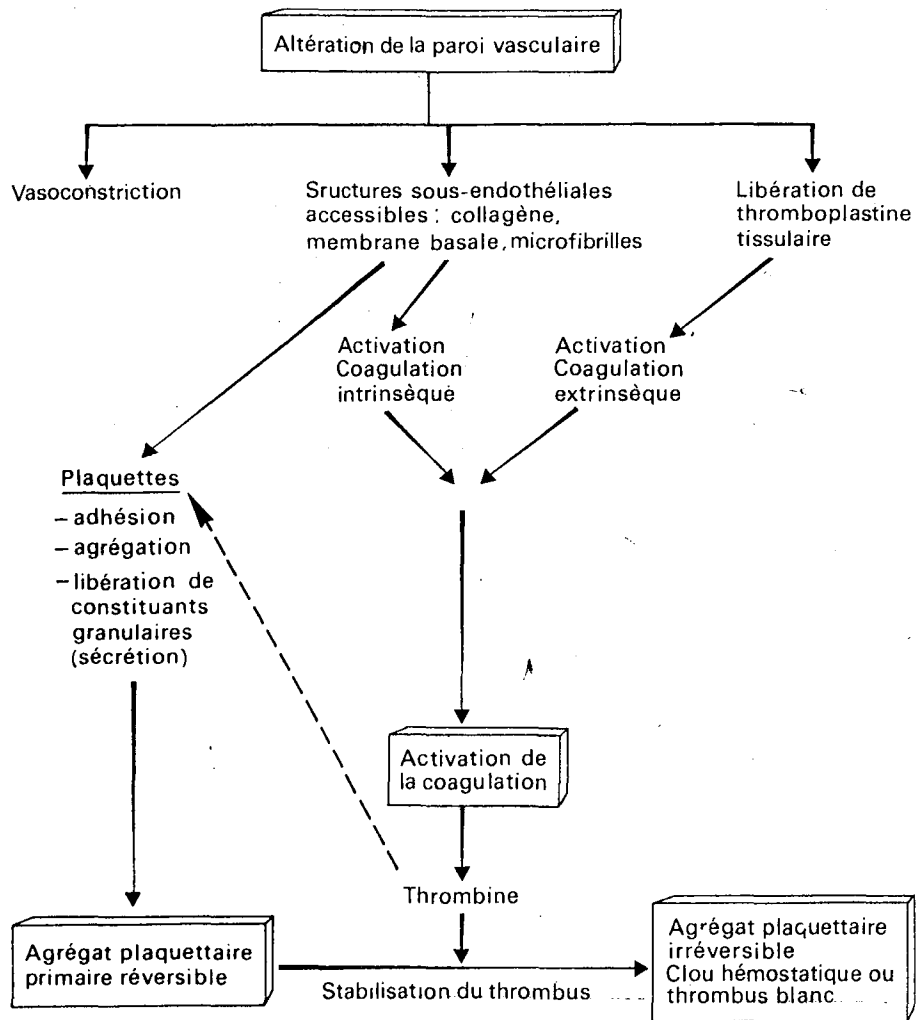 Altération de la paroi vasculaire
Vasoconstriction
Sructures sous-endothéliales
accessibles : collagène,
membrane basale, microfibrilles
Libération de
thromboplastine
tissulaire
Activation
Coagulation
intrinsèque
Activation
Coagulation
extrinsèque
Plaquettes
– adhésion
– agrégation
– libération de
constituants
granulaires
(sécrétion)
Activation de
la coagulation
Thrombine
Agrégat plaquettaire
primaire réversible
Stabilisation du thrombus
Agrégat plaquettaire
irréversible
Clou hémostatique ou
thrombus blanc